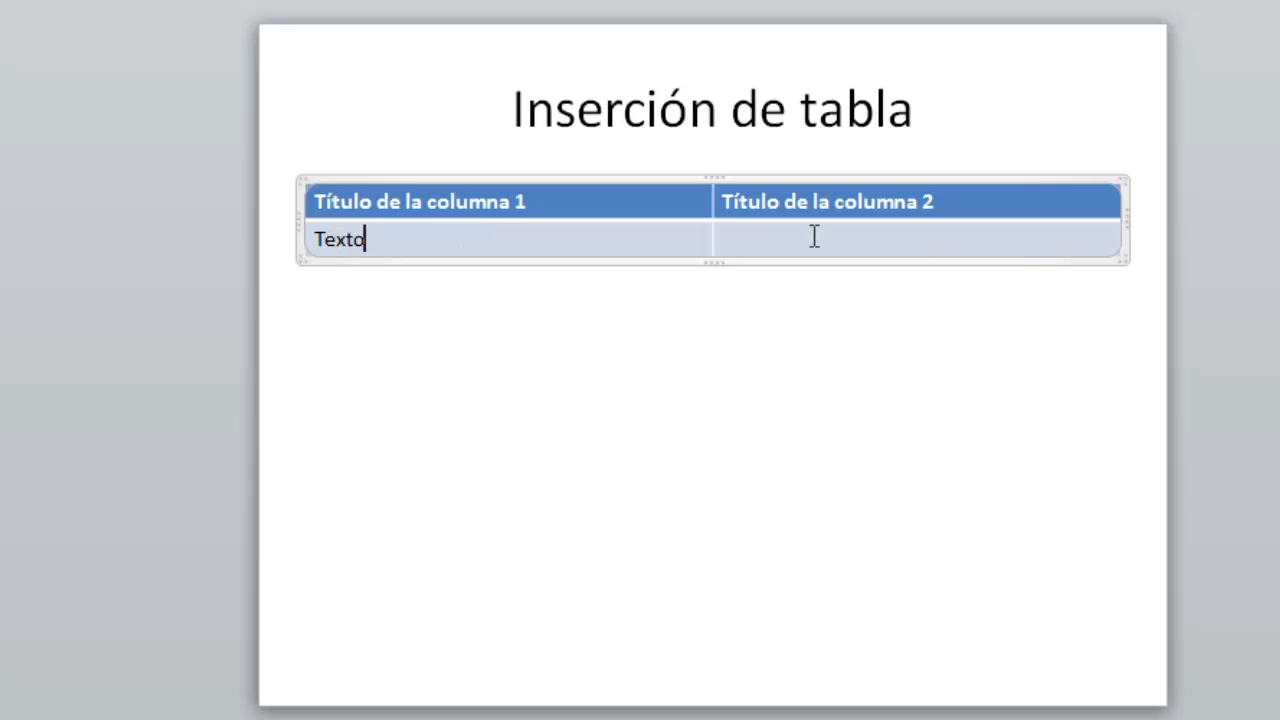 Inserción de tabla
Título de la columna 1 Título de la columna 2
Texto